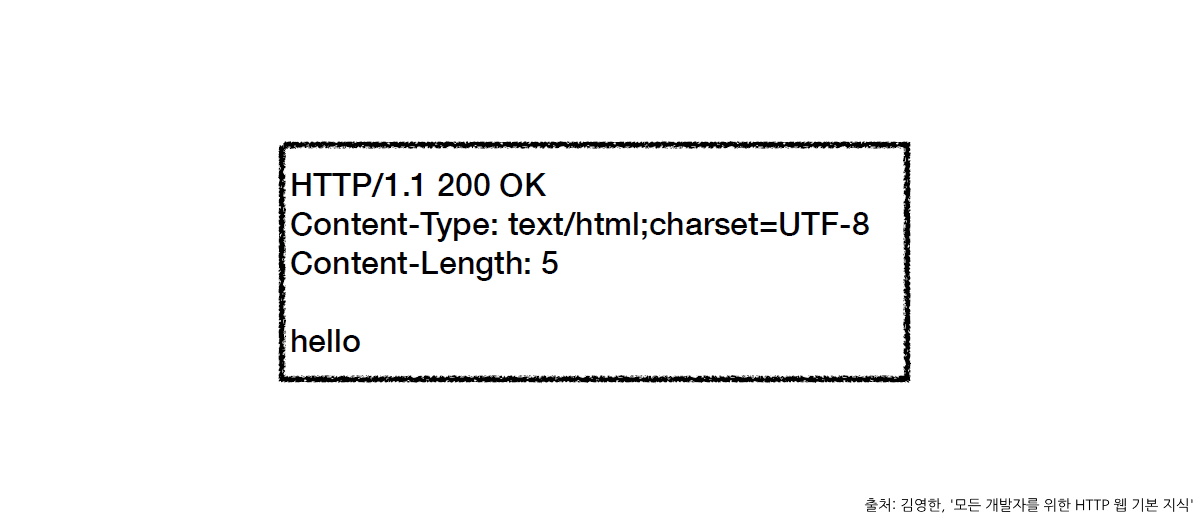 HTTP/1.1 200 OK
Content-Type: text/html;charset=UTF-8
Content-Length: 5

hello
출처: 김영한, '모든 개발자를 위한 HTTP 웹 기본 지식'